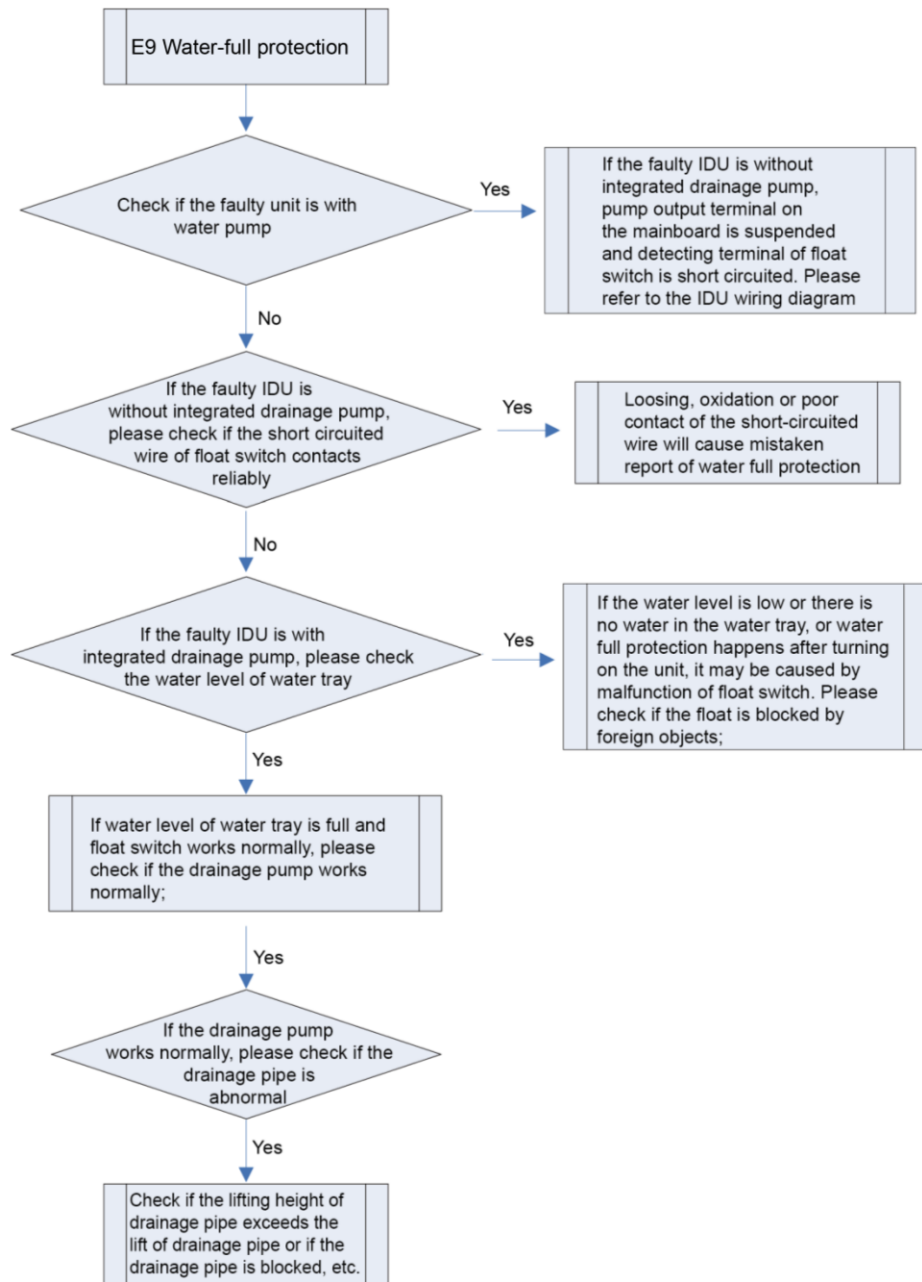 E9 Water-full protection
Check if the faulty unit is with
water pump
Yes
If the faulty IDU is without
integrated drainage pump,
pump output terminal on
the mainboard is suspended
and detecting terminal of float
switch is short circuited. Please
refer to the IDU wiring diagram
No
If the faulty IDU is
without integrated drainage pump,
please check if the short circuited
wire of float switch contacts
reliably
Yes
Loosing, oxidation or poor
contact of the short-circuited
wire will cause mistaken
report of water full protection
No
If the faulty IDU is with
integrated drainage pump, please check
the water level of water tray
Yes
If the water level is low or there is
no water in the water tray, or water
full protection happens after turning
on the unit, it may be caused by
malfunction of float switch. Please
check if the float is blocked by
foreign objects;
Yes
If water level of water tray is full and
float switch works normally, please
check if the drainage pump works
normally;
Yes
If the drainage pump
works normally, please check if the
drainage pipe is
abnormal
Yes
Check if the lifting height of
drainage pipe exceeds the
lift of drainage pipe or if the
drainage pipe is blocked, etc.